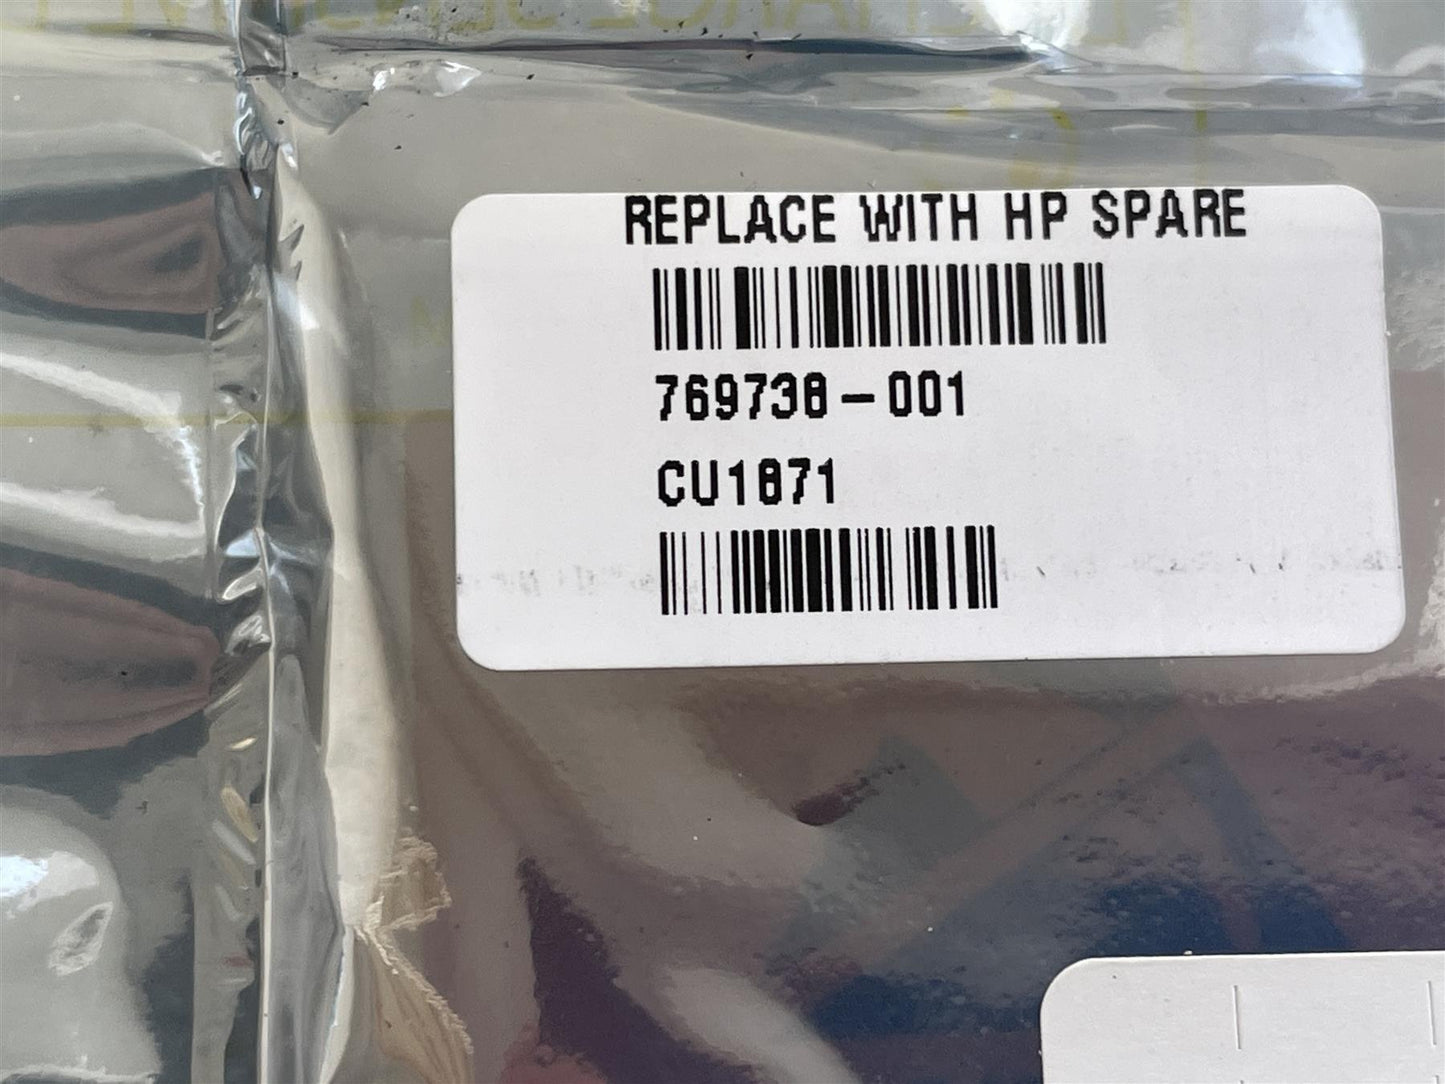 REPLACE WITH HP SPARE
769738-001
CU1871